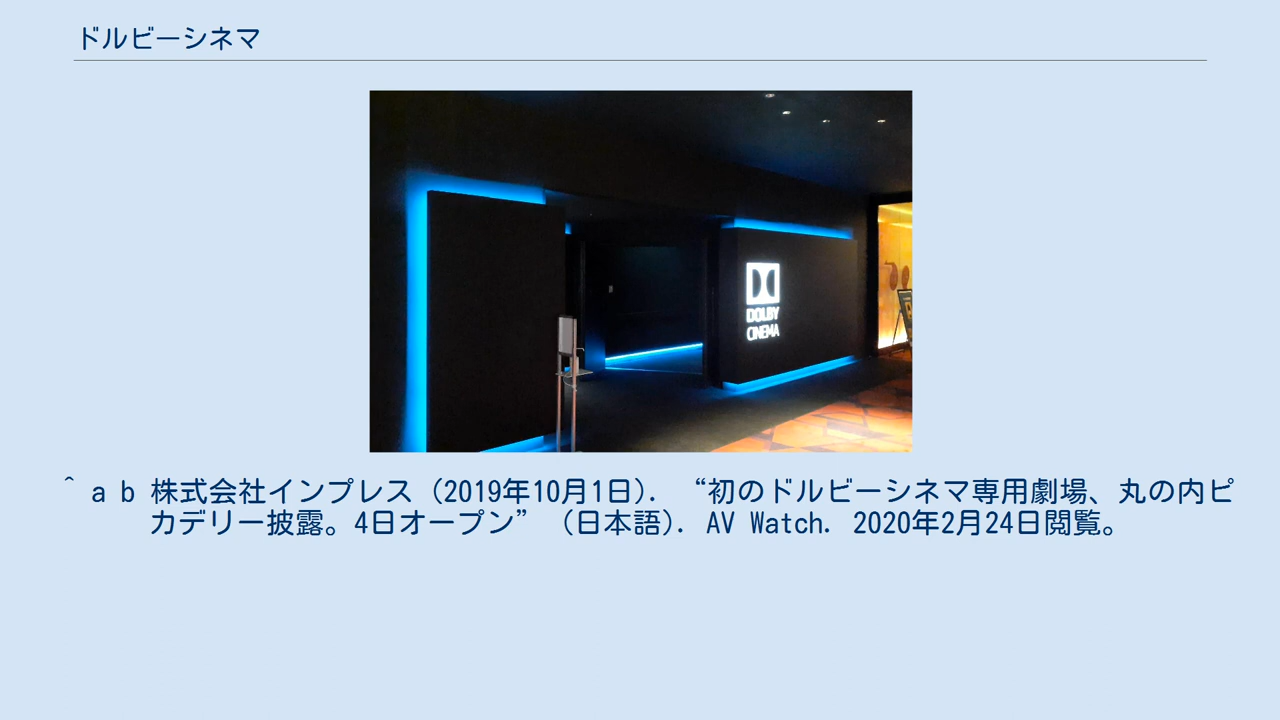 ドルビーシネマ
DOLBY
CINEMA
^ a b 株式会社インプレス (2019年10月1日). “初のドルビーシネマ専用劇場、丸の内ピ
カデリー披露。4日オープン” (日本語). AV Watch. 2020年2月24日閲覧。